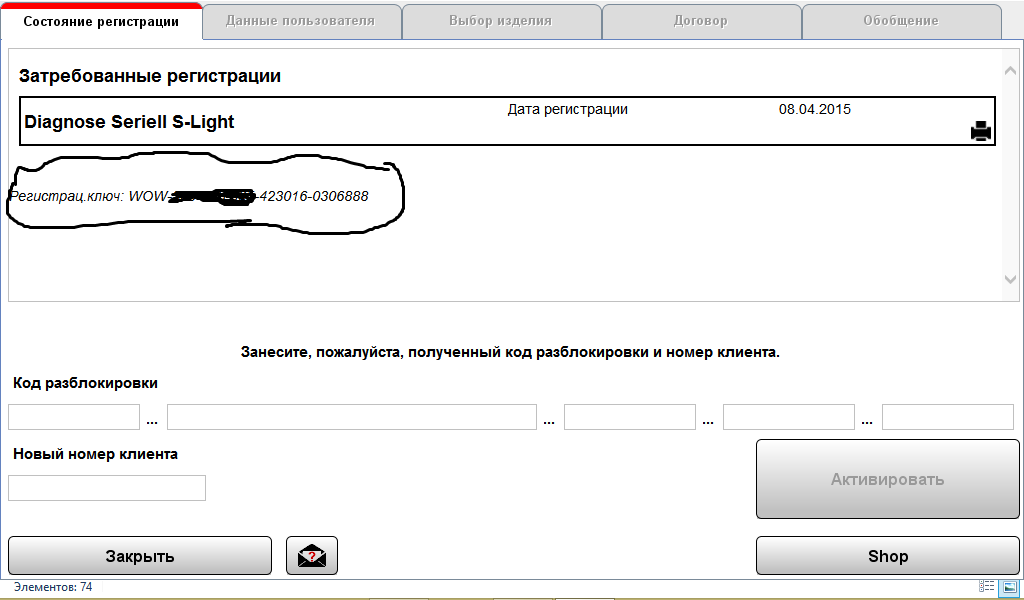 Состояние регистрации
Данные пользователя
Выбор изделия
Договор
Обобщение
Затребованные регистрации
Diagnose Seriell S-Light
Дата регистрации
08.04.2015
Регистрац.ключ: WOW- -423016-0306888
Занесите, пожалуйста, полученный код разблокировки и номер клиента.
Код разблокировки
... ... ... ...
Новый номер клиента
Активировать
Закрыть
?
Shop
Элементов: 74